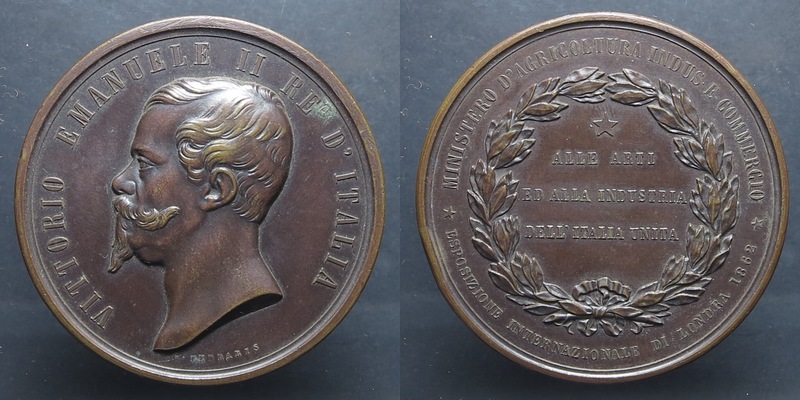 VITTORIO EMANUELE II RE D'ITALIA
FERRARIS
MINISTERO D'AGRICOLTURA INDUS. E COMMERCIO
ALLE ARTI
ED ALLA INDUSTRIA
DELL'ITALIA UNITA
ESPOSIZIONE INTERNAZIONALE DI LONDRA 1862